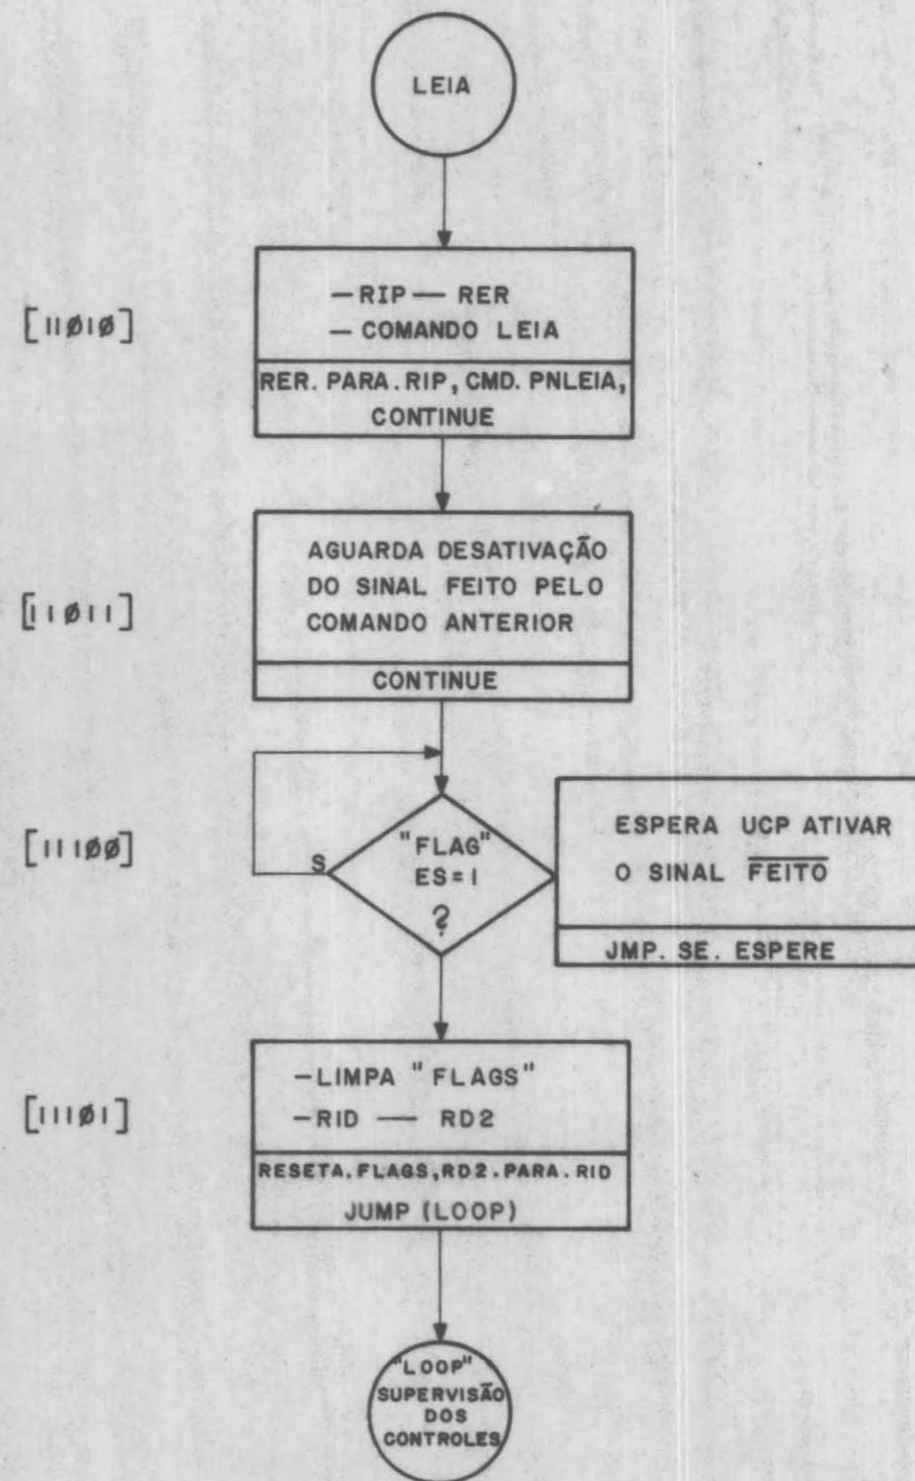 LEIA
[11Ø1Ø]
—RIP — RER
— COMANDO LEIA
RER. PARA. RIP, CMD. PNLEIA,
CONTINUE
[11Ø11]
AGUARDA DESATIVAÇÃO
DO SINAL FEITO PELO
COMANDO ANTERIOR
CONTINUE
[111ØØ]
S
"FLAG"
ES=1
?
ESPERA UCP ATIVAR
O SINAL F̅E̅I̅T̅O̅
JMP. SE. ESPERE
[111Ø1]
—LIMPA "FLAGS"
—RID — RD2
RESETA.FLAGS,RD2.PARA.RID
JUMP (LOOP)
"LOOP"
SUPERVISÃO
DOS
CONTROLES